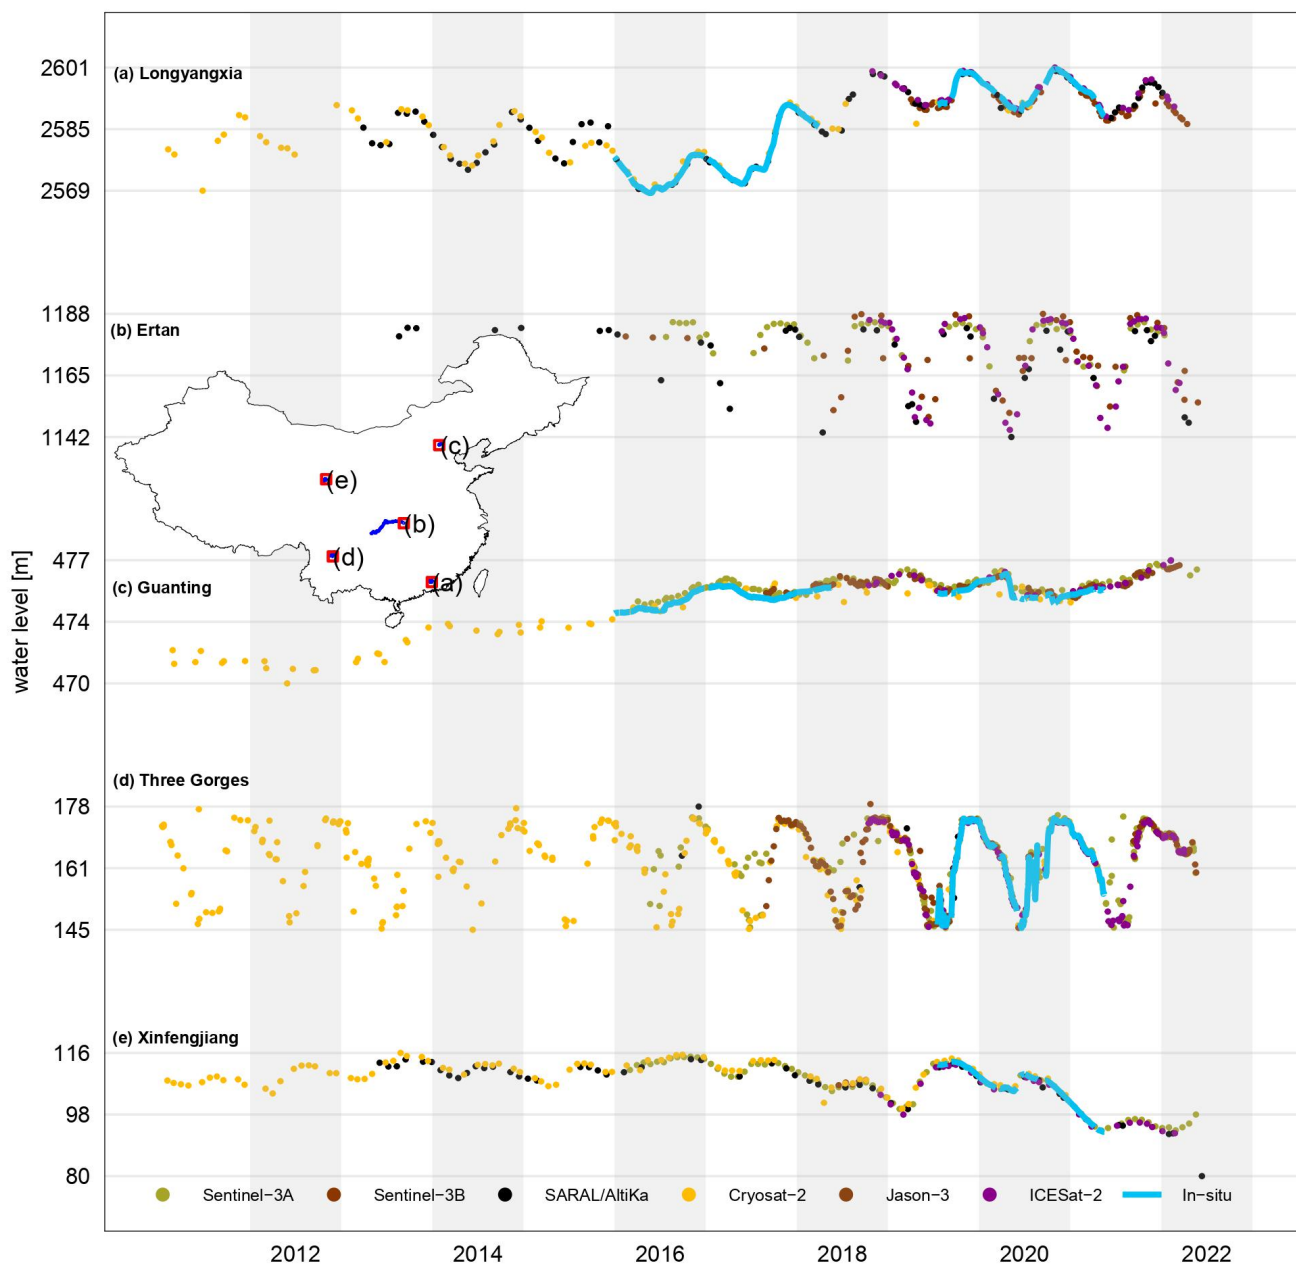 2601
(a) Longyangxia
2585
2569
1188
(b) Ertan
1165
1142
(c)
(e)
(b)
(d)
(a)
water level [m]
477
(c) Guanting
474
470
(d) Three Gorges
178
161
145
(e) Xinfengjiang
116
98
80
Sentinel−3A Sentinel−3B SARAL/AltiKa Cryosat−2 Jason−3 ICESat−2 In−situ
2012 2014 2016 2018 2020 2022